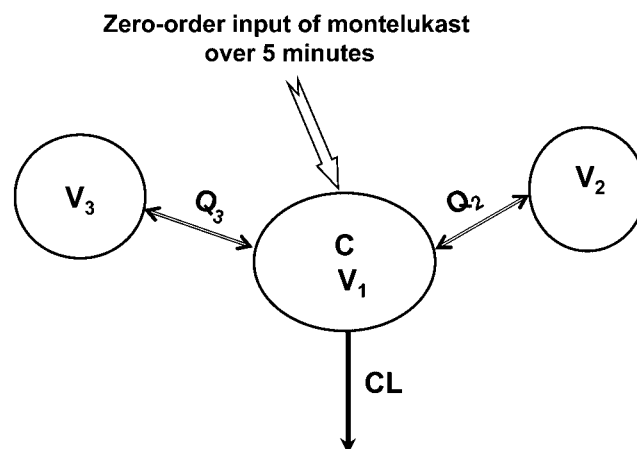 Zero-order input of montelukast
over 5 minutes
V3
Q3
C
V1
Q2
V2
CL